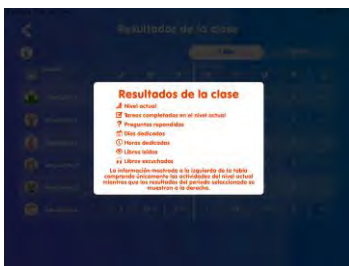 Resultados de la clase
Resultados de la clase
Nivel actual
Tareas completadas en el nivel actual
Preguntas respondidas
Días dedicados
Horas dedicadas
Libros leídos
Libros escuchados
La información mostrada a la izquierda de la tabla
comprende únicamente las actividades del nivel actual
mientras que los resultados del periodo seleccionado se
muestran a la derecha.